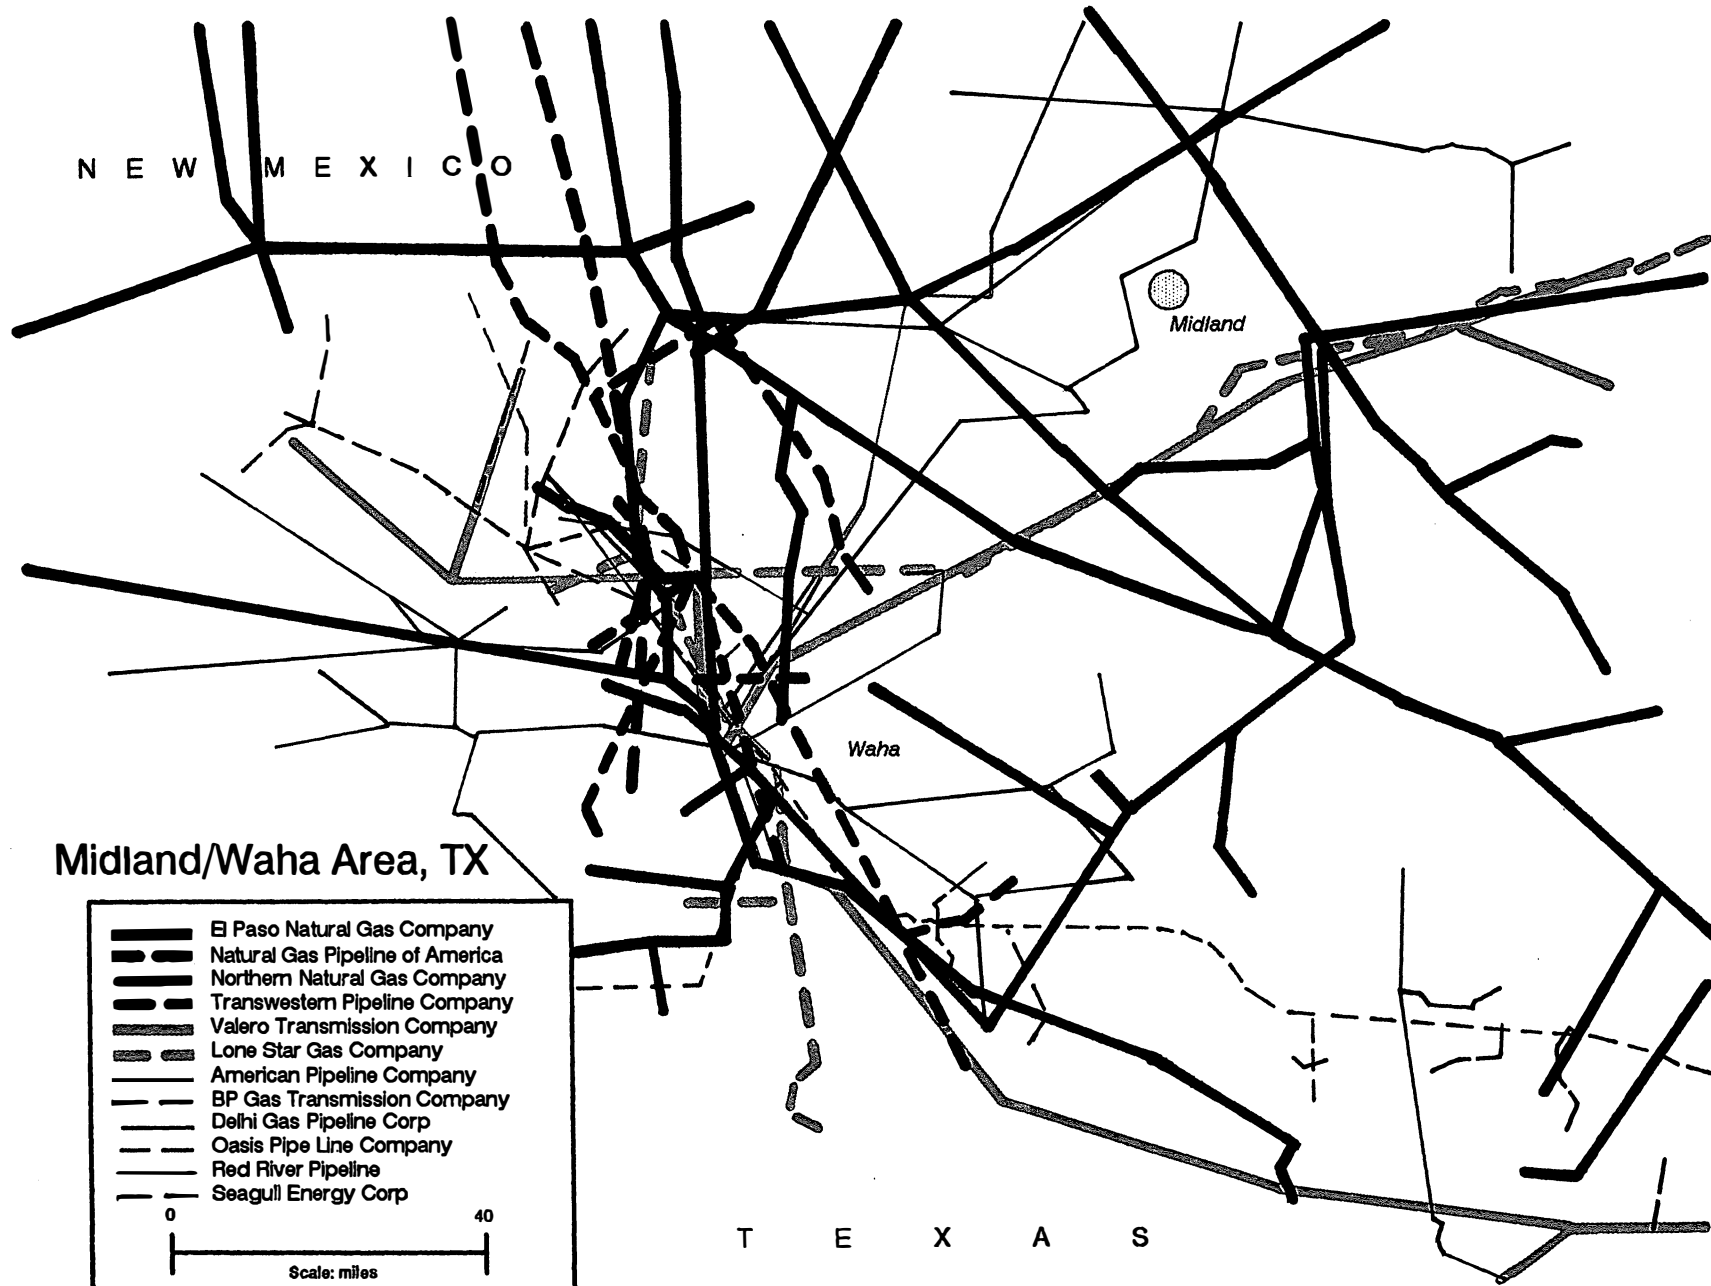 NEW MEXICO
Midland
Waha
Midland/Waha Area, TX
El Paso Natural Gas Company
Natural Gas Pipeline of America
Northern Natural Gas Company
Transwestern Pipeline Company
Valero Transmission Company
Lone Star Gas Company
American Pipeline Company
BP Gas Transmission Company
Delhi Gas Pipeline Corp
Oasis Pipe Line Company
Red River Pipeline
Seagull Energy Corp
0 40
Scale: miles
TEXAS